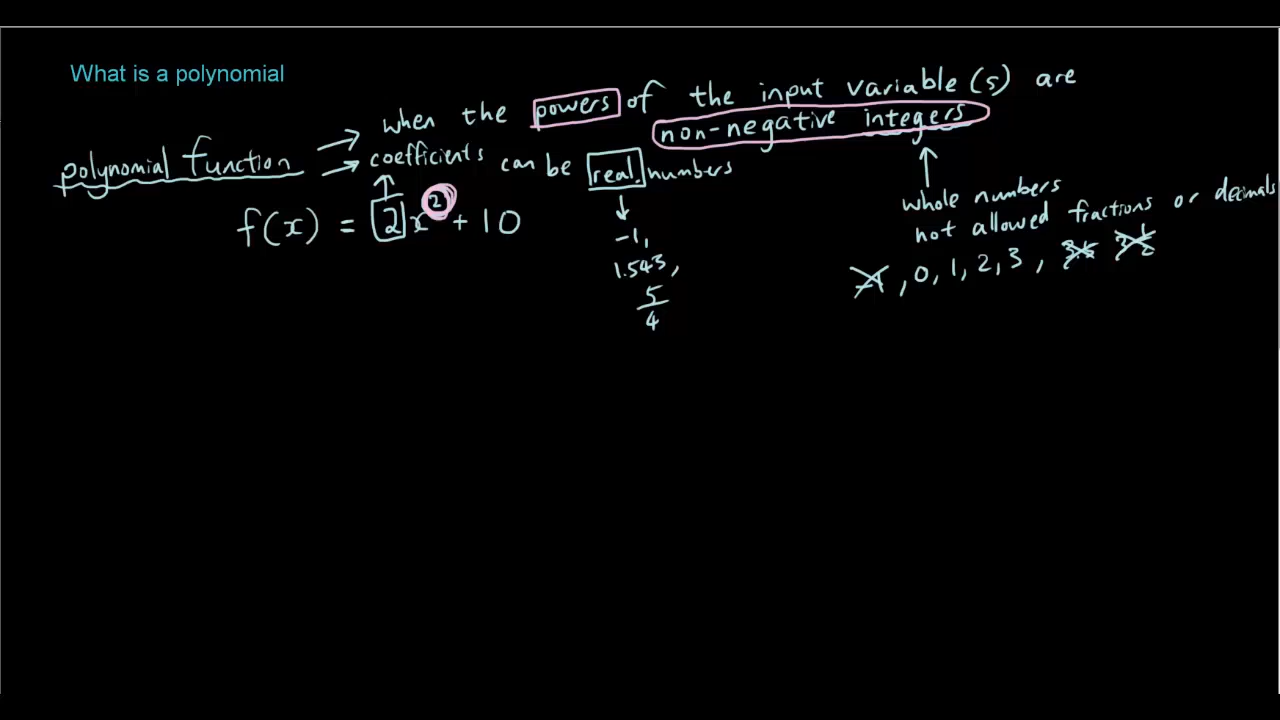 What is a polynomial
polynomial function → when the powers of the input variable(s) are
non-negative integers
→ coefficients can be real numbers
f(x) = 2x² + 10
-1,
1.543,
5
4
whole numbers
not allowed fractions or decimals
, 0, 1, 2, 3,